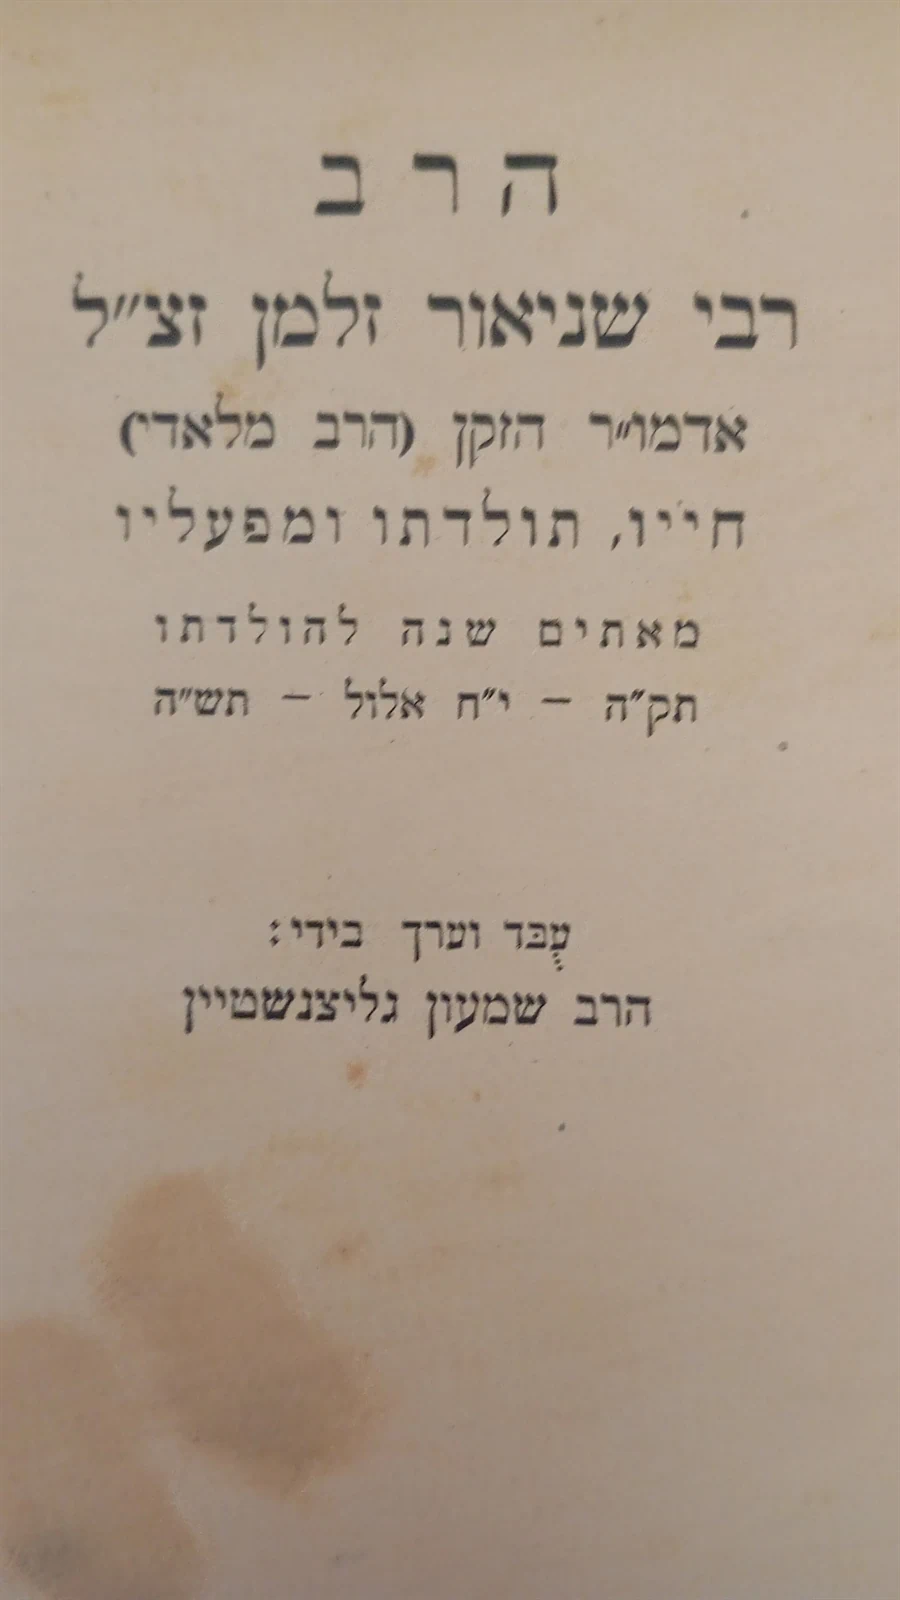 הרב
רבי שניאור זלמן זצ״ל
אדמו״ר הזקן (הרב מלאדי)
חייו, תולדתו ומפעליו
מאתים שנה להולדתו
תק״ה – י״ח אלול – תש״ה
עֻבּד וערך בידי:
הרב שמעון גליצנשטיין